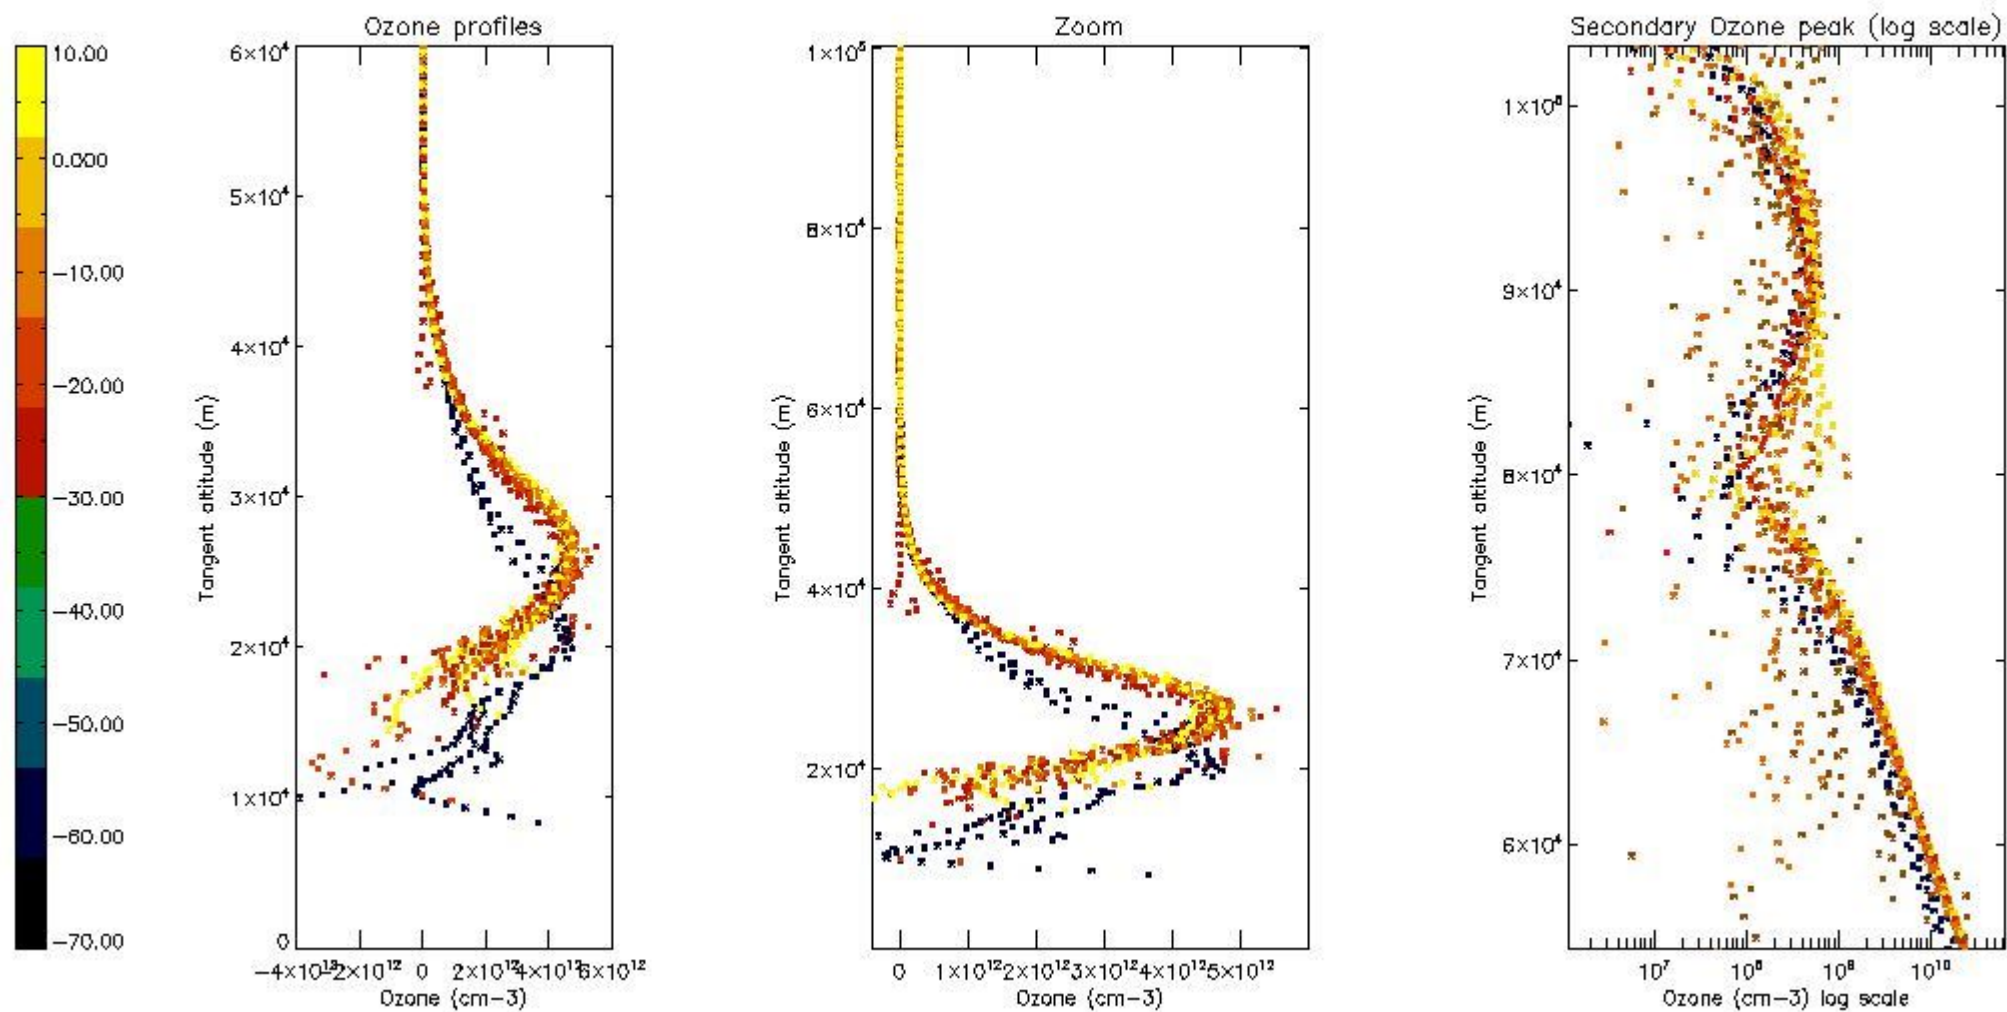 Ozone profiles
Zoom
Secondary Ozone peak (log scale)
10.00
0.000
−10.00
−20.00
−30.00
−40.00
−50.00
−60.00
−70.00
6×10⁴
5×10⁴
4×10⁴
3×10⁴
2×10⁴
1×10⁴
0
Tangent altitude (m)
−4×10¹² −2×10¹² 0 2×10¹² 4×10¹² 6×10¹²
Ozone (cm−3)
1×10⁵
8×10⁴
6×10⁴
4×10⁴
2×10⁴
Tangent altitude (m)
0 1×10¹² 2×10¹² 3×10¹² 4×10¹² 5×10¹²
Ozone (cm−3)
1×10⁵
9×10⁴
8×10⁴
7×10⁴
6×10⁴
Tangent altitude (m)
10⁷ 10⁸ 10⁹ 10¹⁰
Ozone (cm−3) log scale